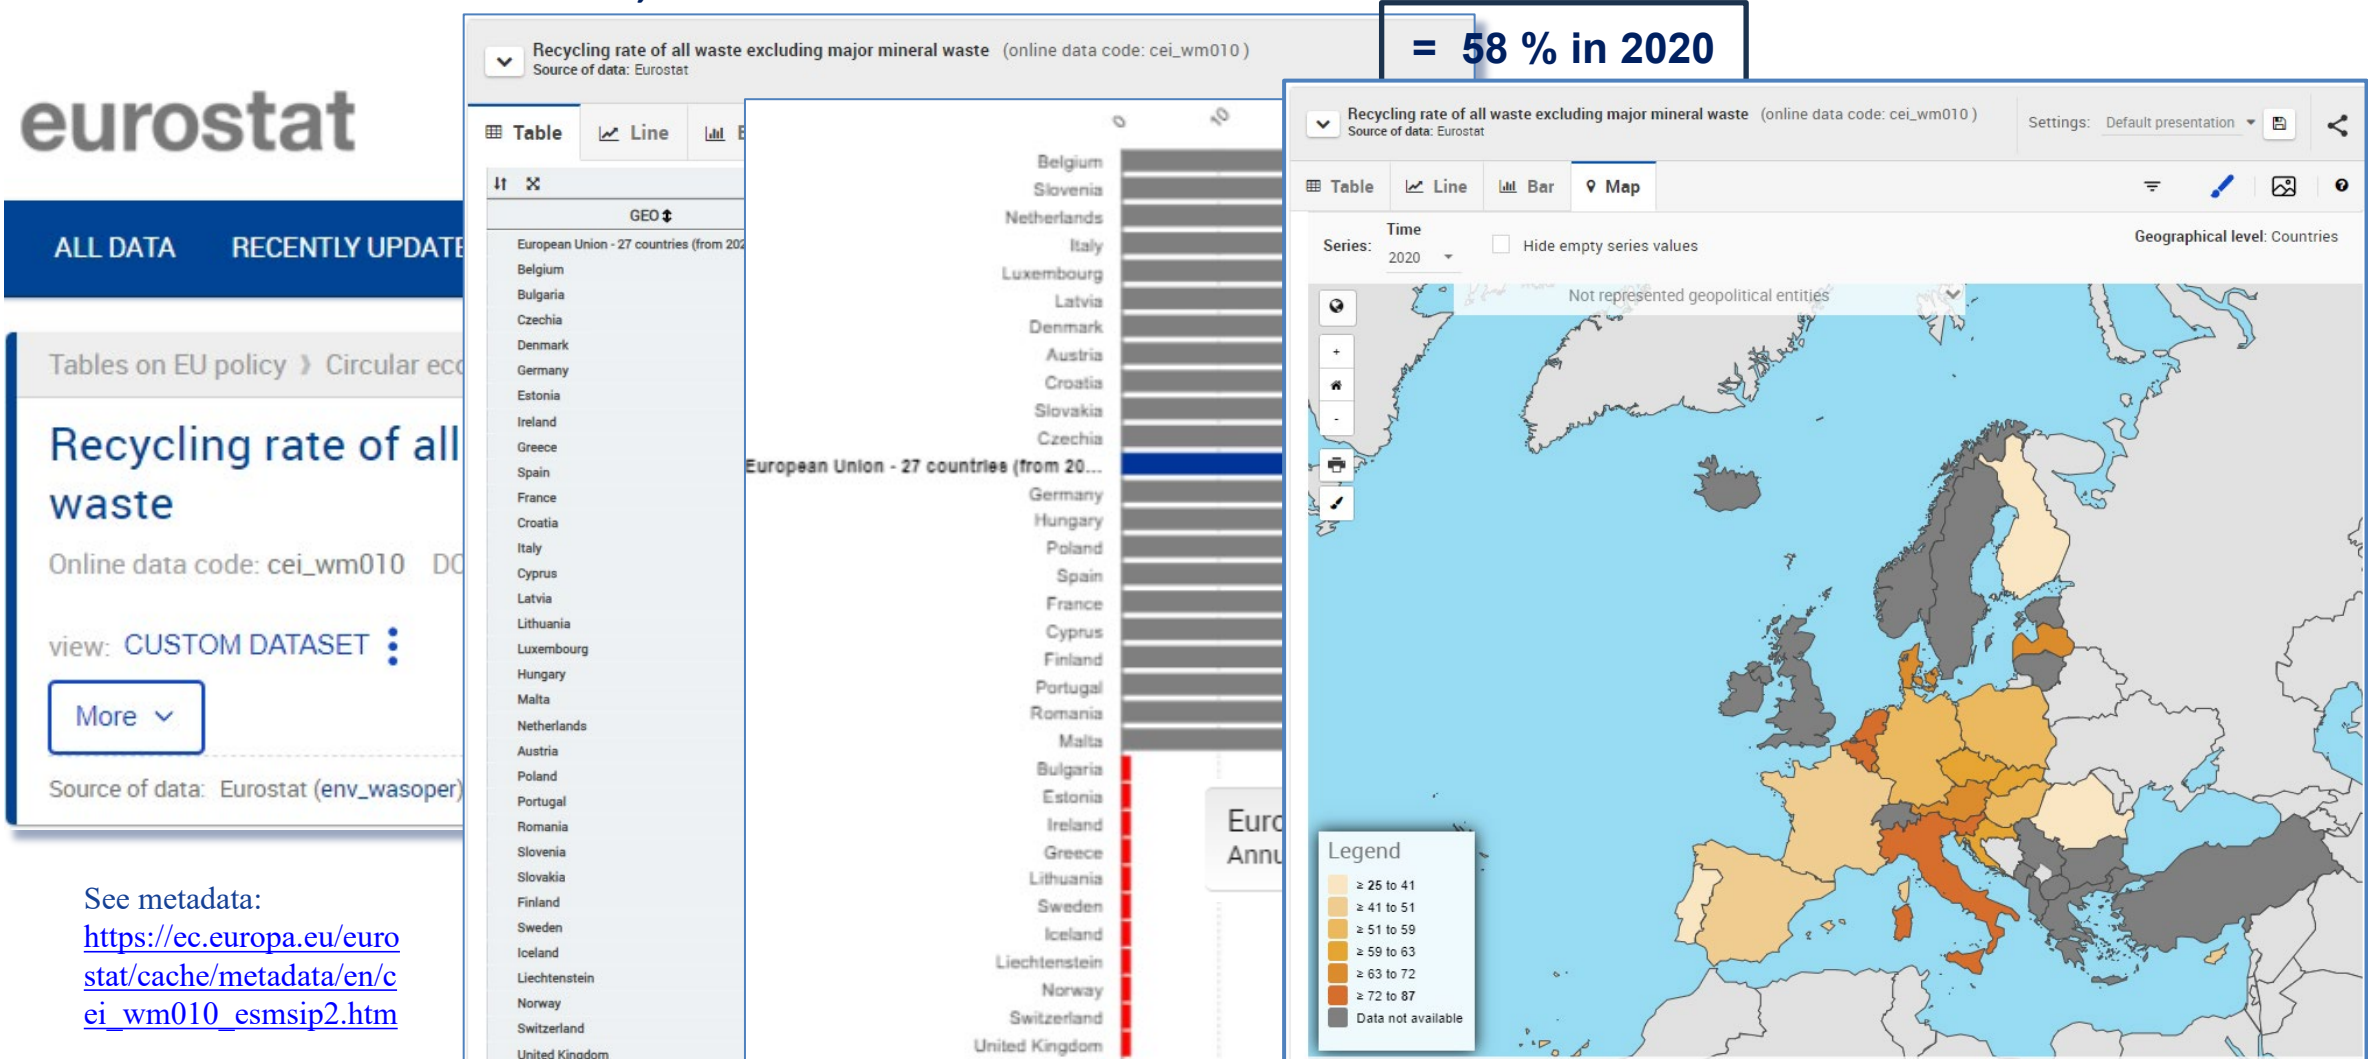 = 58 % in 2020
eurostat
ALL DATA RECENTLY UPDATE
Tables on EU policy › Circular eco
Recycling rate of all
waste
Online data code: cei_wm010 DO
view: CUSTOM DATASET
More
Source of data: Eurostat (env_wasoper)
See metadata:
https://ec.europa.eu/euro
stat/cache/metadata/en/c
ei_wm010_esmsip2.htm
Recycling rate of all waste excluding major mineral waste (online data code: cei_wm010 )
Source of data: Eurostat
Table Line
GEO
European Union - 27 countries (from 202
Belgium
Bulgaria
Czechia
Denmark
Germany
Estonia
Ireland
Greece
Spain
France
Croatia
Italy
Cyprus
Latvia
Lithuania
Luxembourg
Hungary
Malta
Netherlands
Austria
Poland
Portugal
Romania
Slovenia
Slovakia
Finland
Sweden
Iceland
Liechtenstein
Norway
Switzerland
United Kingdom
0 10
Belgium
Slovenia
Netherlands
Italy
Luxembourg
Latvia
Denmark
Austria
Croatia
Slovakia
Czechia
European Union - 27 countries (from 20...
Germany
Hungary
Poland
Spain
France
Cyprus
Finland
Portugal
Romania
Malta
Bulgaria
Estonia
Ireland
Greece
Lithuania
Sweden
Iceland
Liechtenstein
Norway
Switzerland
United Kingdom
Euro
Annu
Recycling rate of all waste excluding major mineral waste (online data code: cei_wm010 )
Source of data: Eurostat
Settings: Default presentation
Table Line Bar Map
Series: Time
2020
Hide empty series values
Geographical level: Countries
Not represented geopolitical entities
+
-
Legend
≥ 25 to 41
≥ 41 to 51
≥ 51 to 59
≥ 59 to 63
≥ 63 to 72
≥ 72 to 87
Data not available